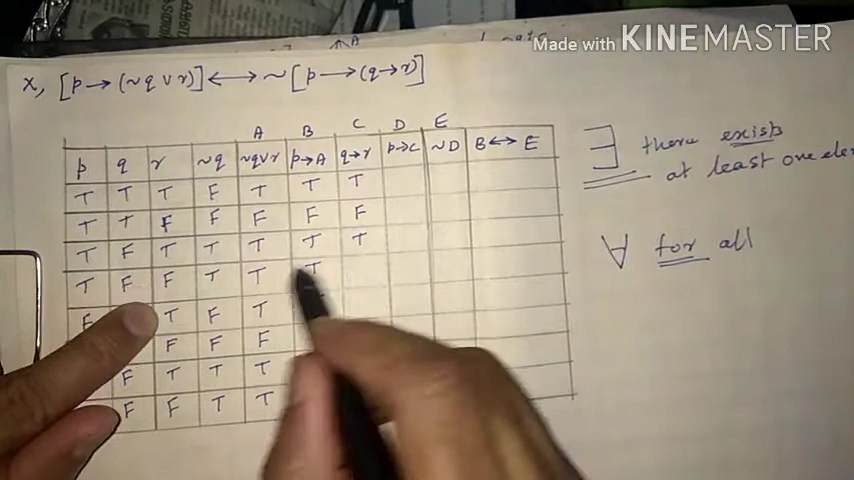 Made with KINEMASTER
x, [p → (~q ∨ r)] ⟷ ~[p ⟶ (q → r)]
A B C D E
p q r ~q ~q∨r p→A q→r p→C ~D B ⟷ E
T T T F T T T
T T F F F F F
T F T T T T T
T F F T T T
F T F T
F F F
F T T T
F F T T
∃ there exists
at least one ele
∀ for all